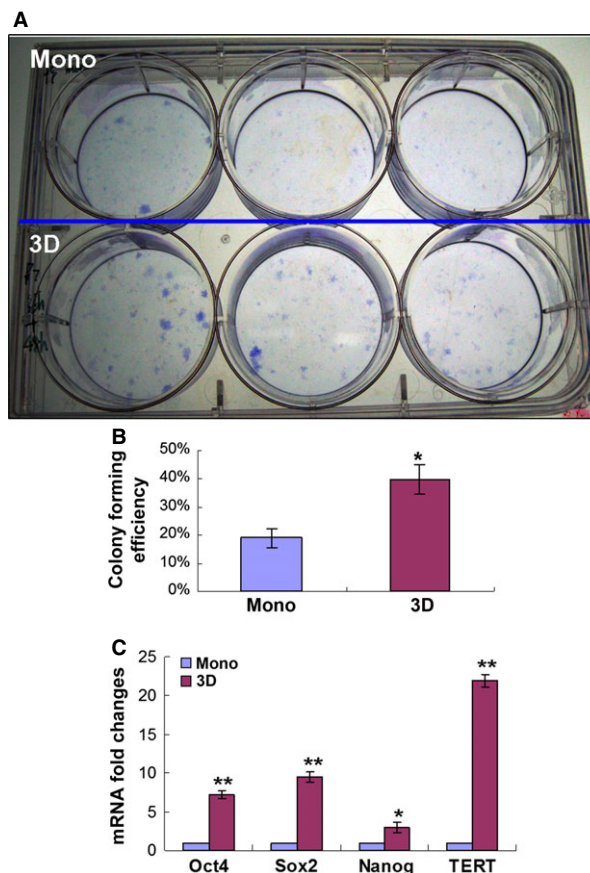 A
Mono
3D
B
Colony forming
efficiency
50%
40%
30%
20%
10%
0%
*
Mono
3D
C
mRNA fold changes
25
20
15
10
5
0
Mono
3D
**
**
*
**
Oct4
Sox2
Nanog
TERT